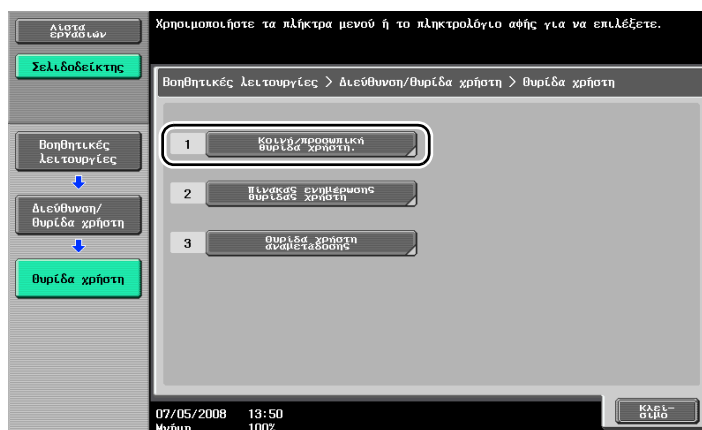 Λίστα
εργασιών
Χρησιμοποιήστε τα πλήκτρα μενού ή το πληκτρολόγιο αφής για να επιλέξετε.
Σελιδοδείκτης
Βοηθητικές λειτουργίες > Διεύθυνση/θυρίδα χρήστη > θυρίδα χρήστη
Βοηθητικές
λειτουργίες
Διεύθυνση/
θυρίδα χρήστη
θυρίδα χρήστη
1 Κοινή/προσωπική
θυρίδα χρήστη.
2 Πίνακας ενημέρωσης
θυρίδας χρήστη
3 θυρίδα χρήστη
αναμετάδοσης
07/05/2008 13:50
Μνήμη 100%
Κλεί-
σιμο